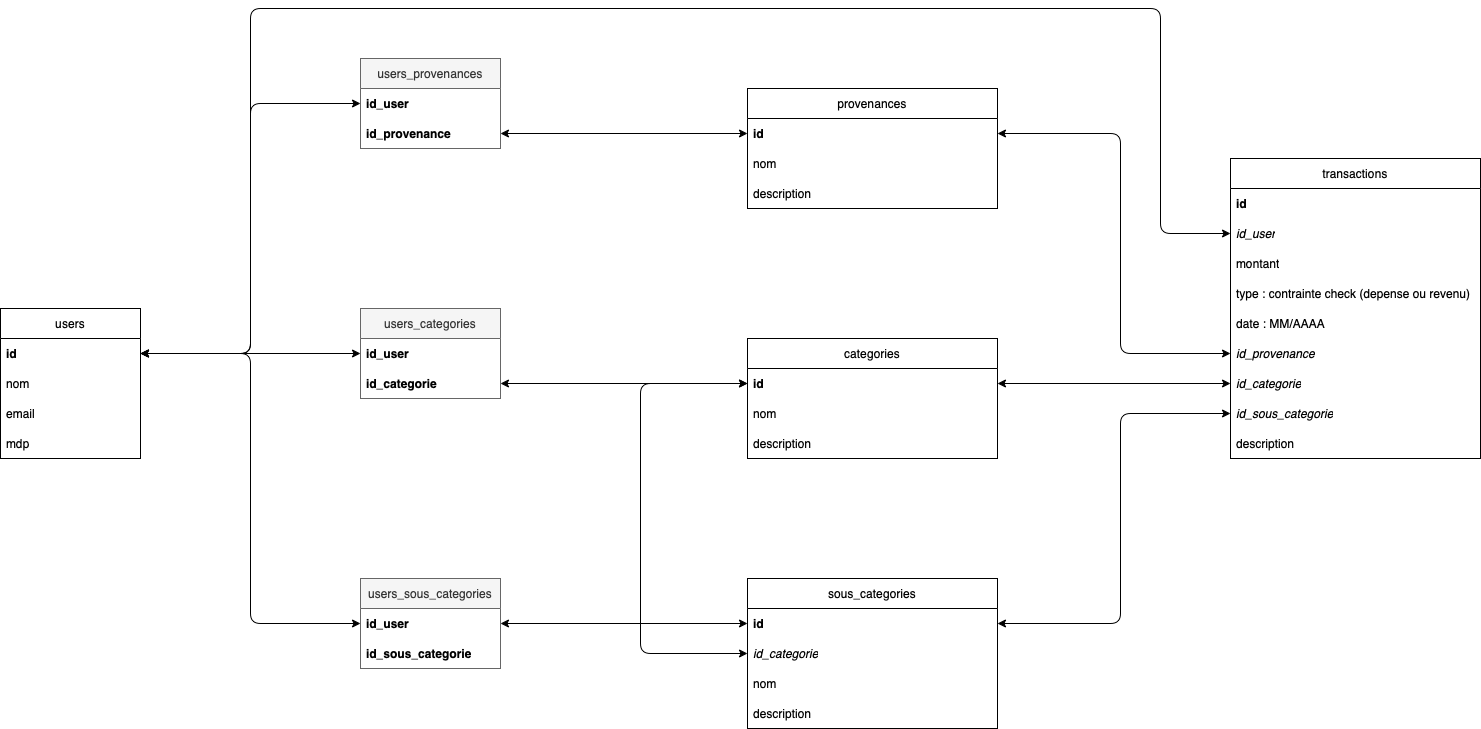 users_provenances
id_user
id_provenance
provenances
id
nom
description
transactions
id
id_user
montant
type : contrainte check (depense ou revenu)
date : MM/AAAA
id_provenance
id_categorie
id_sous_categorie
description
users
id
nom
email
mdp
users_categories
id_user
id_categorie
categories
id
nom
description
users_sous_categories
id_user
id_sous_categorie
sous_categories
id
id_categorie
nom
description